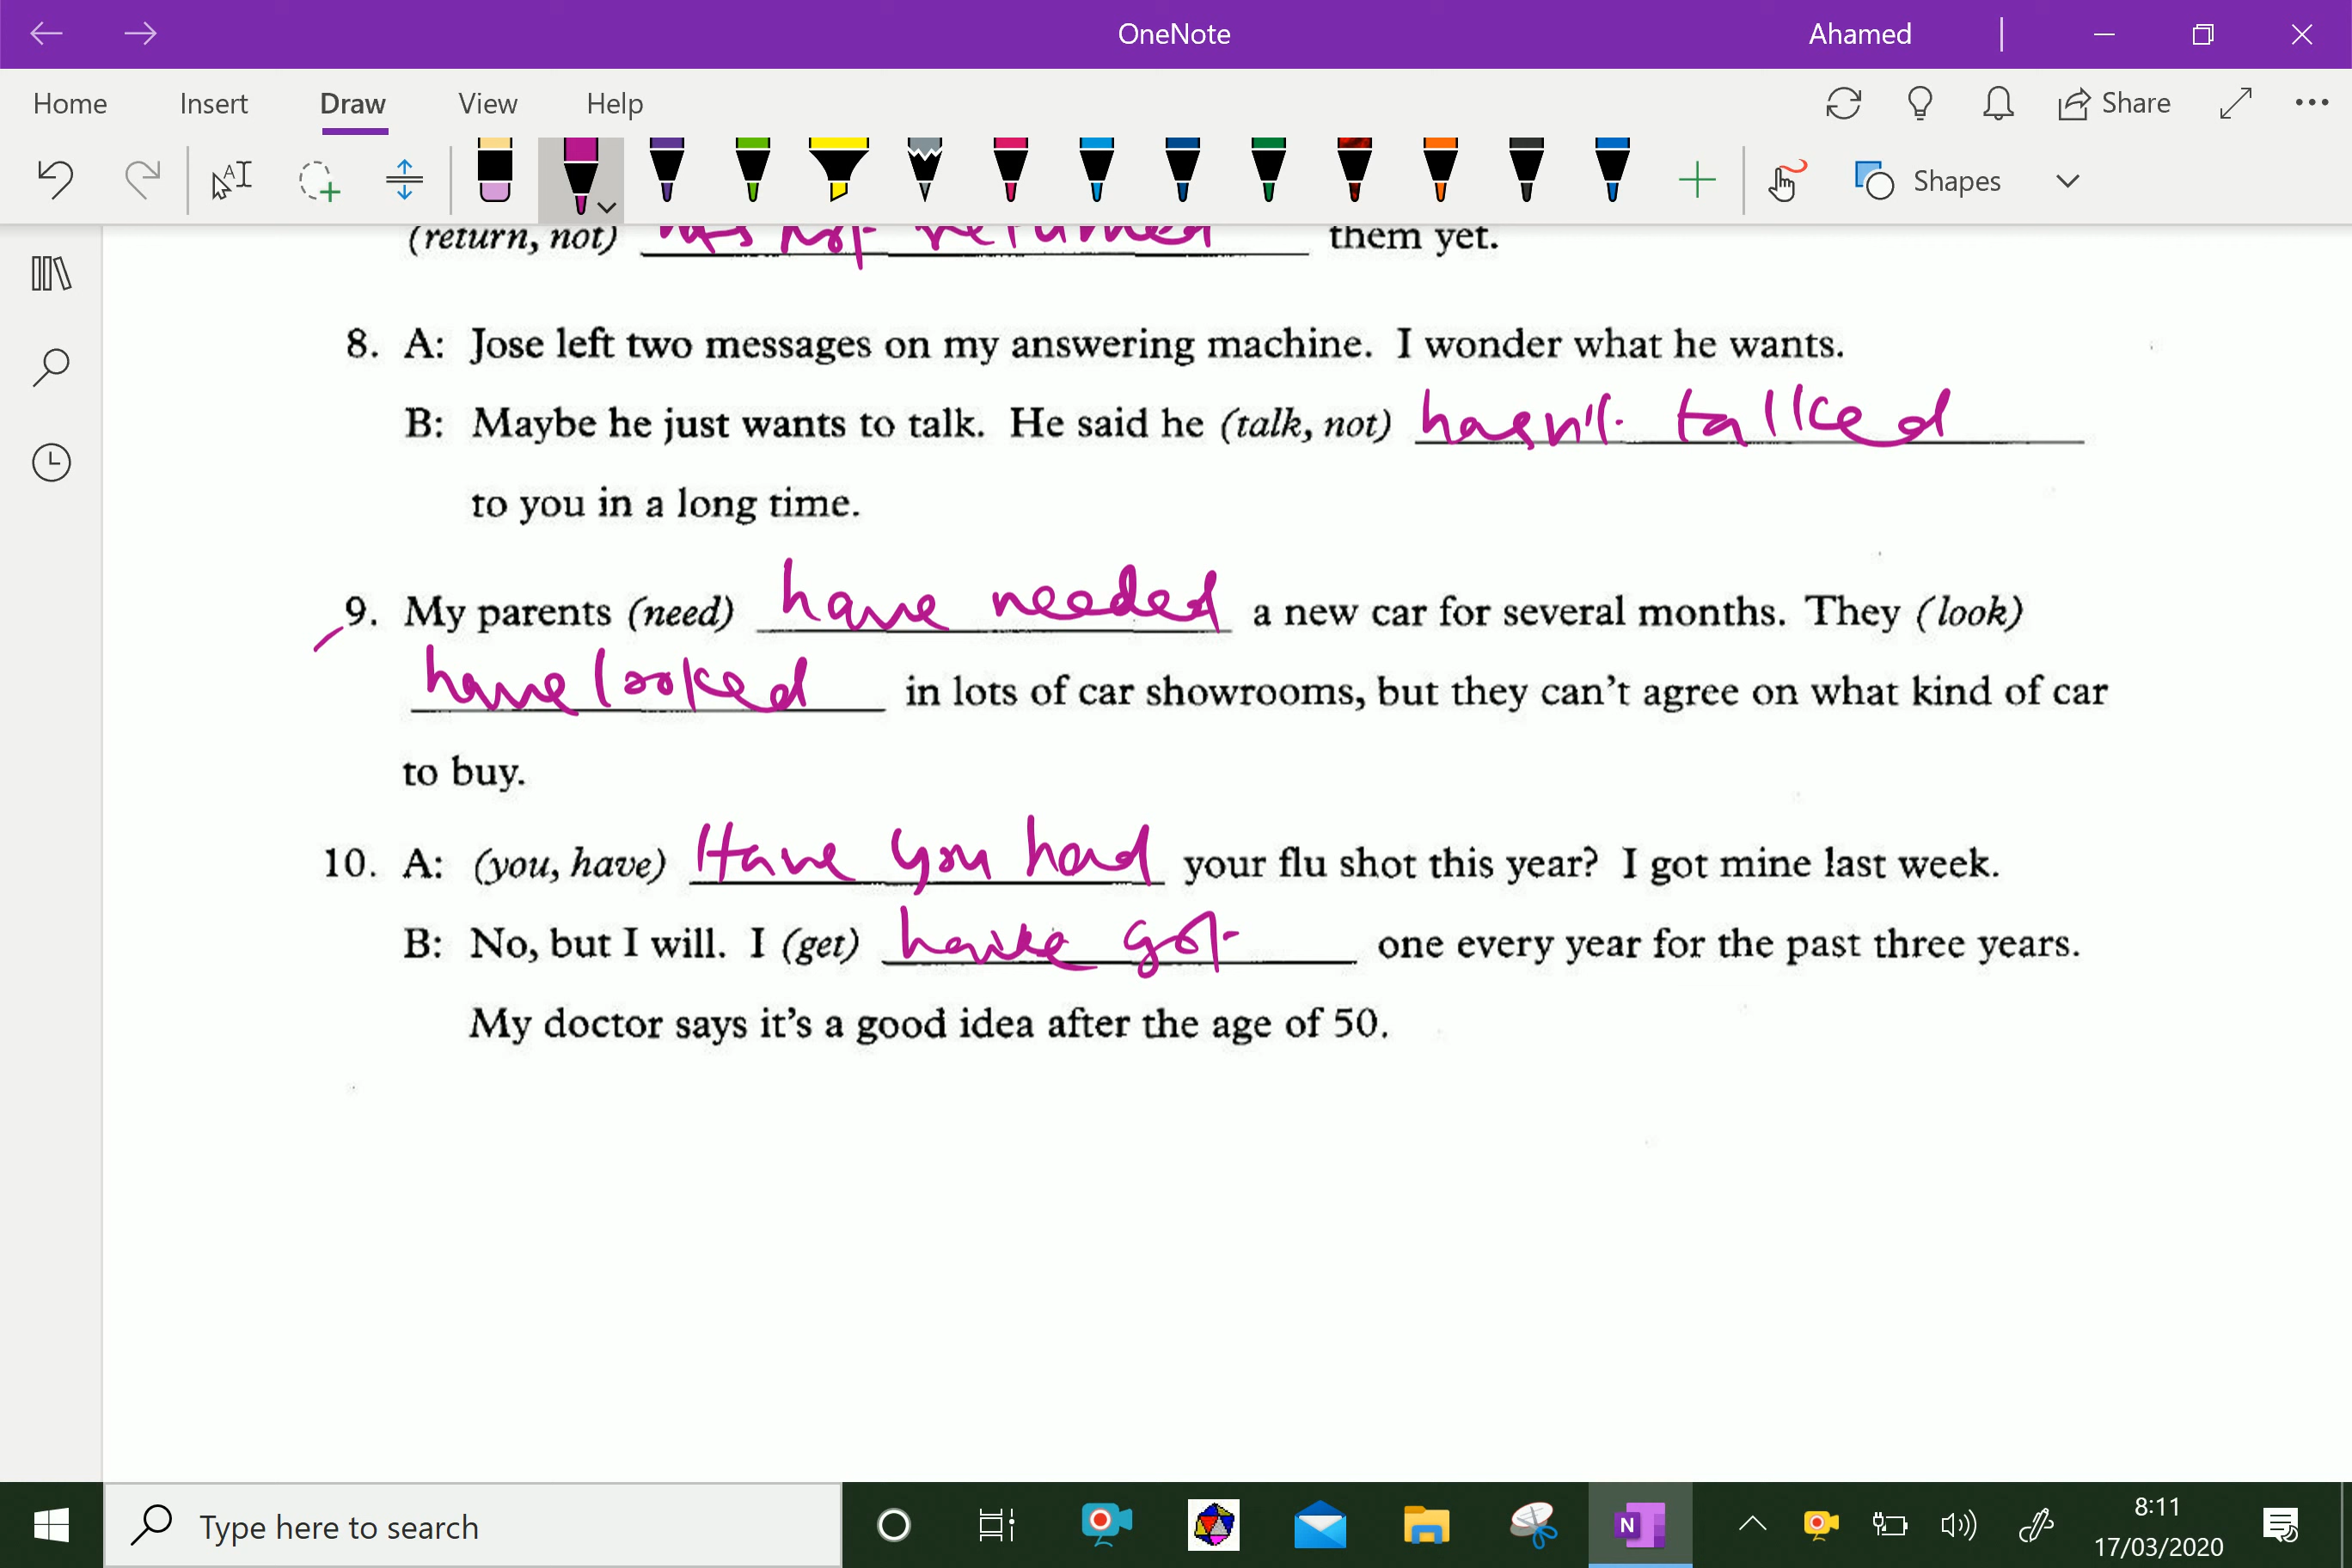 OneNote
Ahamed
Home Insert Draw View Help
Share
Shapes
(return, not) has not returned them yet.
8. A: Jose left two messages on my answering machine. I wonder what he wants.
B: Maybe he just wants to talk. He said he (talk, not) hasn't talked
to you in a long time.
9. My parents (need) have needed a new car for several months. They (look)
have looked in lots of car showrooms, but they can't agree on what kind of car
to buy.
10. A: (you, have) Have you had your flu shot this year? I got mine last week.
B: No, but I will. I (get) have got one every year for the past three years.
My doctor says it's a good idea after the age of 50.
Type here to search
N
8:11
17/03/2020